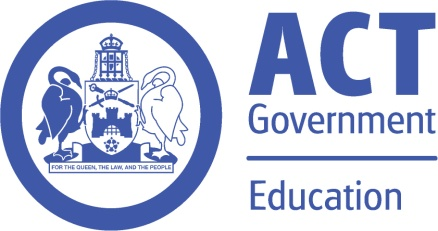 FOR THE QUEEN, THE LAW, AND THE PEOPLE
ACT
Government
Education